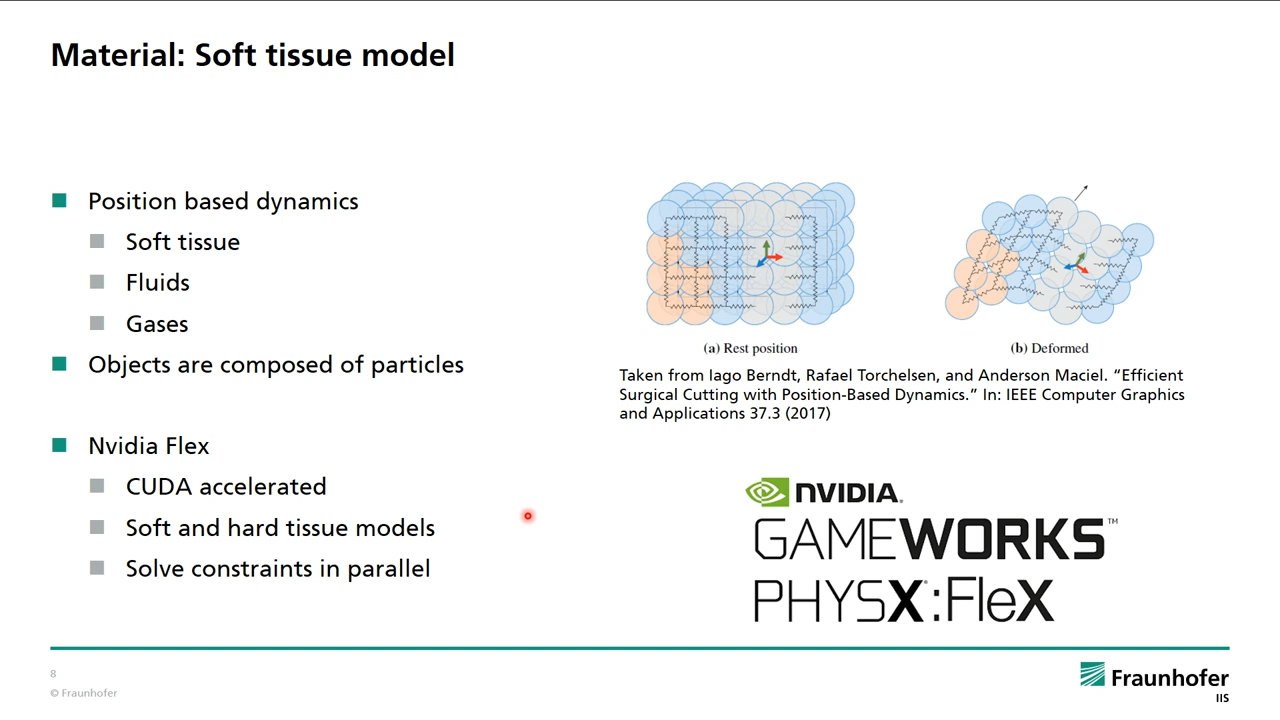 Material: Soft tissue model
Position based dynamics
Soft tissue
Fluids
Gases
Objects are composed of particles
Nvidia Flex
CUDA accelerated
Soft and hard tissue models
Solve constraints in parallel
(a) Rest position
(b) Deformed
Taken from Iago Berndt, Rafael Torchelsen, and Anderson Maciel. “Efficient
Surgical Cutting with Position-Based Dynamics.” In: IEEE Computer Graphics
and Applications 37.3 (2017)
NVIDIA.
GAMEWORKS™
PHYSX®:FleX
8
© Fraunhofer
Fraunhofer
IIS